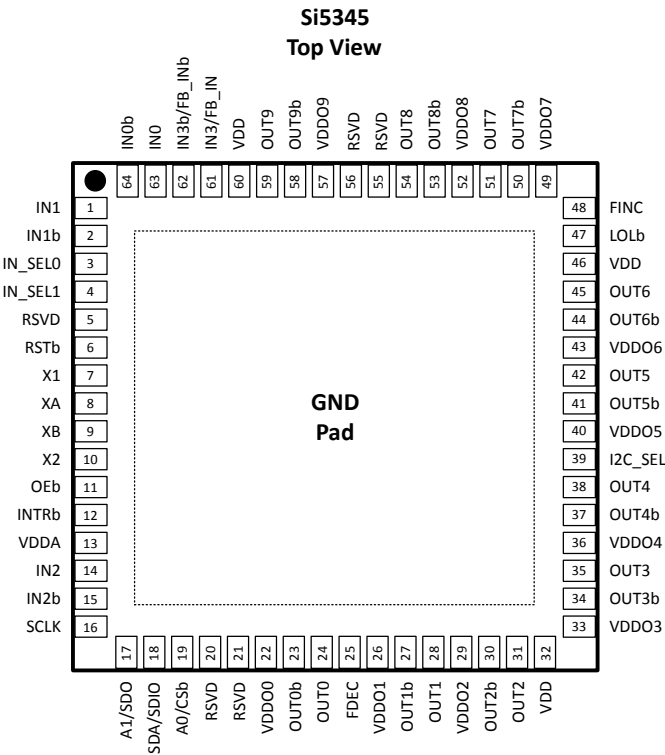 Si5345
Top View
IN0b
IN0
IN3b/FB_INb
IN3/FB_IN
VDD
OUT9
OUT9b
VDDO9
RSVD
RSVD
OUT8
OUT8b
VDDO8
OUT7
OUT7b
VDDO7
64
63
62
61
60
59
58
57
56
55
54
53
52
51
50
49
IN1 1
IN1b 2
IN_SEL0 3
IN_SEL1 4
RSVD 5
RSTb 6
X1 7
XA 8
XB 9
X2 10
OEb 11
INTRb 12
VDDA 13
IN2 14
IN2b 15
SCLK 16
GND
Pad
48 FINC
47 LOLb
46 VDD
45 OUT6
44 OUT6b
43 VDDO6
42 OUT5
41 OUT5b
40 VDDO5
39 I2C_SEL
38 OUT4
37 OUT4b
36 VDDO4
35 OUT3
34 OUT3b
33 VDDO3
17
18
19
20
21
22
23
24
25
26
27
28
29
30
31
32
A1/SDO
SDA/SDIO
A0/CSb
RSVD
RSVD
VDDO0
OUT0b
OUT0
FDEC
VDDO1
OUT1b
OUT1
VDDO2
OUT2b
OUT2
VDD